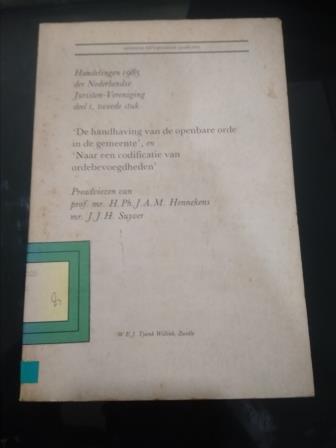 Handelingen 1985
der Nederlandse
Juristen-Vereniging
deel 1, tweede stuk
‘De handhaving van de openbare orde
in de gemeente’, en
‘Naar een codificatie van
ordebevoegdheden’
Preadviezen van
prof. mr. H.Ph.J.A.M. Hennekens
mr. J.J.H. Suyver
W.E.J. Tjeenk Willink, Zwolle